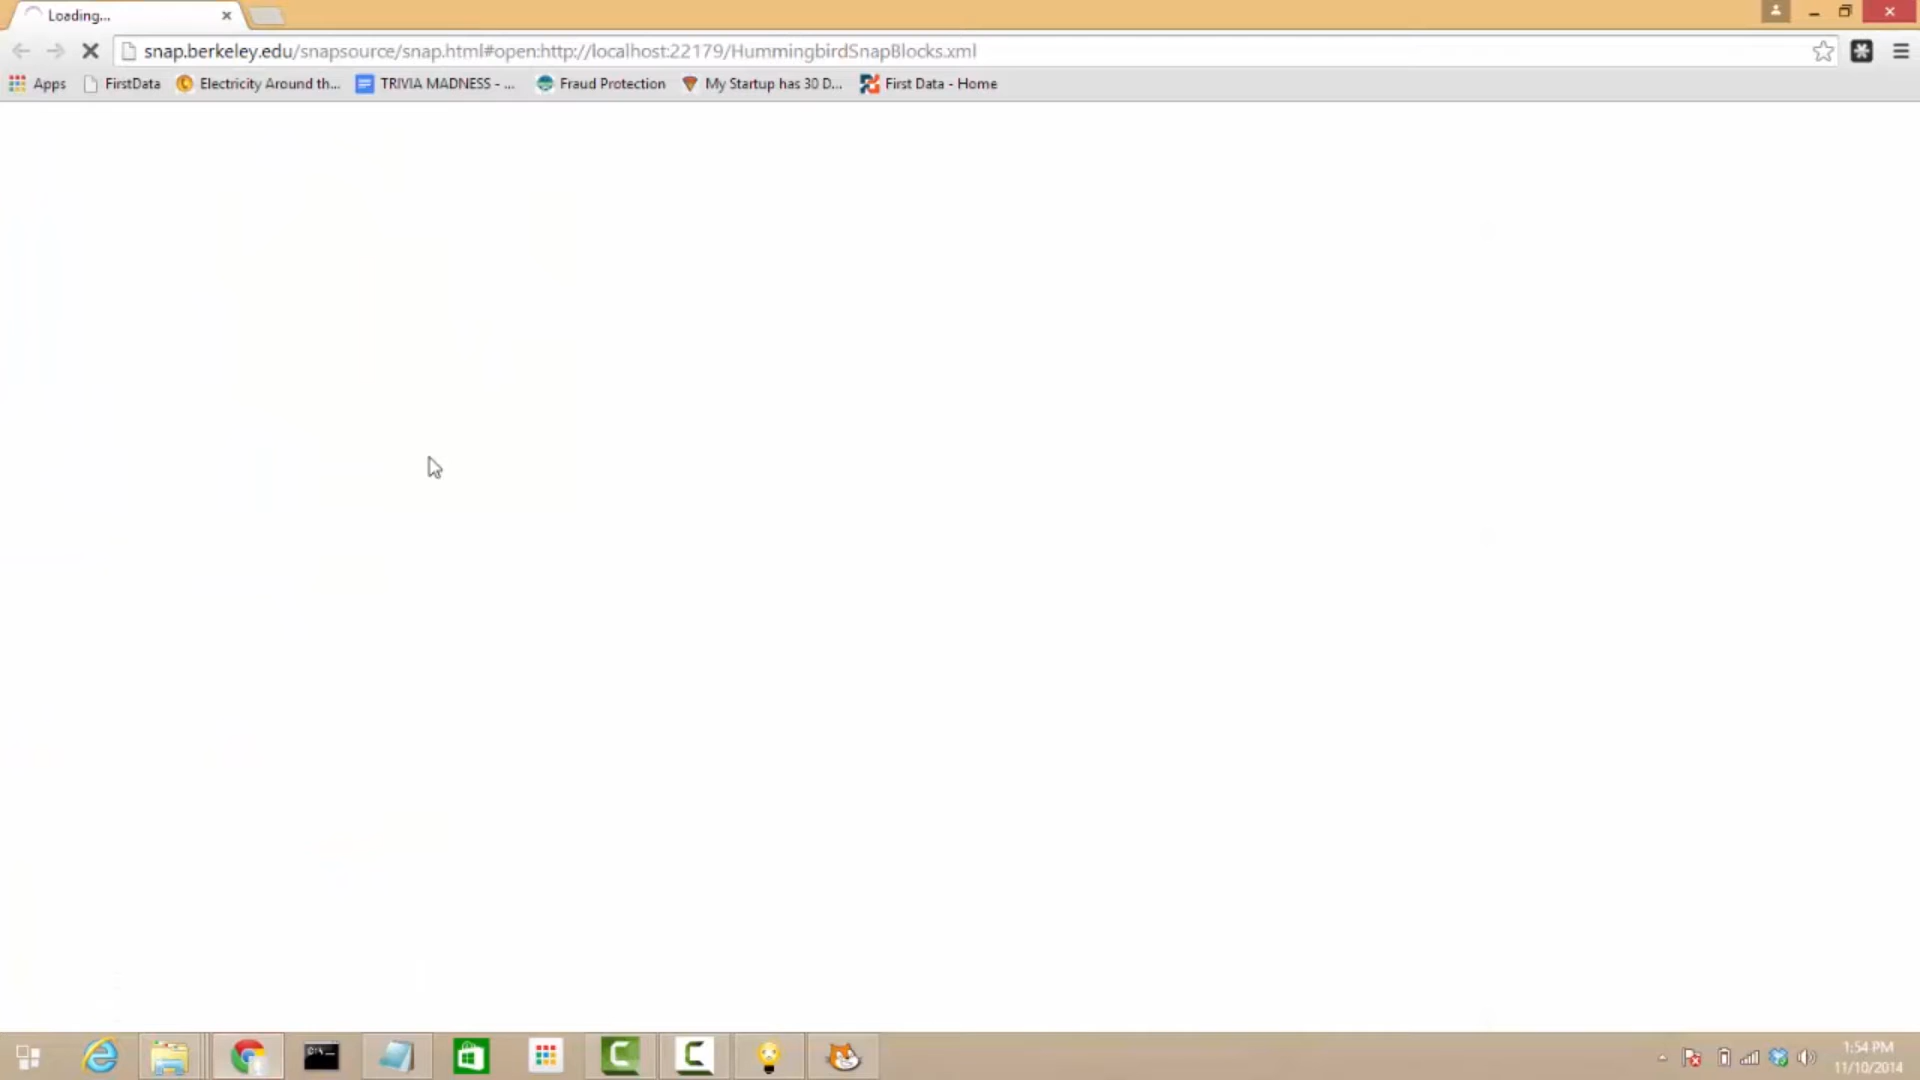 Loading...
snap.berkeley.edu/snapsource/snap.html#open:http://localhost:22179/HummingbirdSnapBlocks.xml
Apps FirstData Electricity Around th... TRIVIA MADNESS - ... Fraud Protection My Startup has 30 D... First Data - Home
1:54 PM
11/10/2014